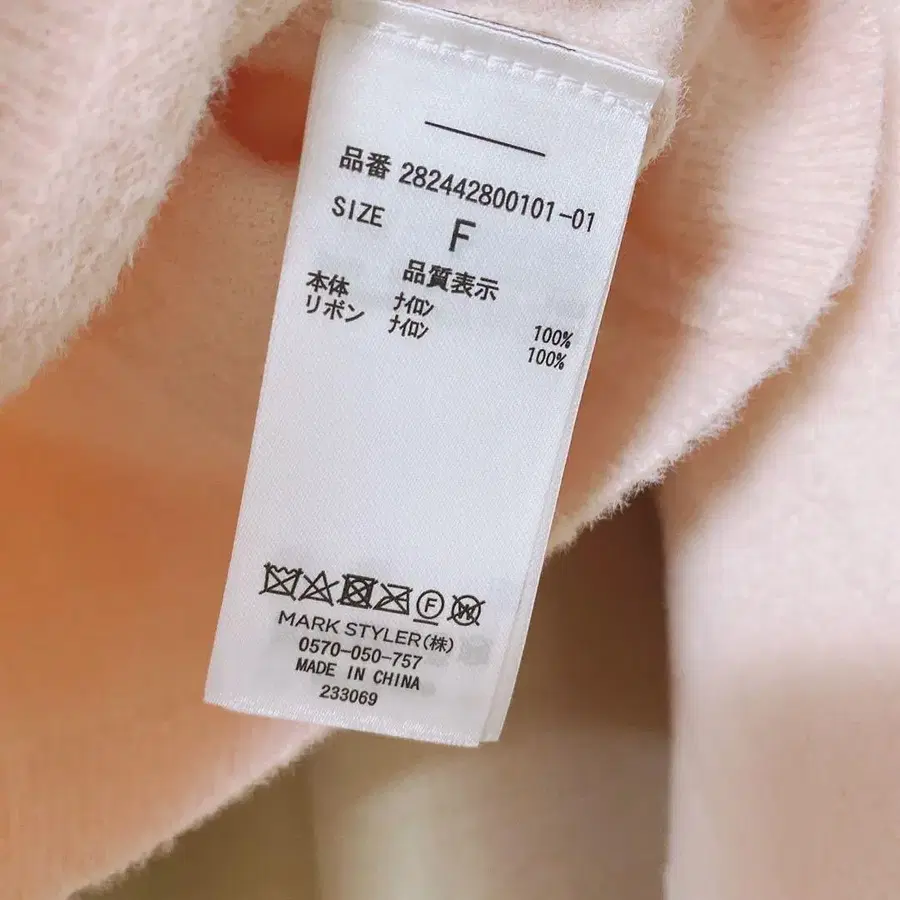 品番 282442800101-01
SIZE F
品質表示
本体 ナイロン 100%
リボン ナイロン 100%
F W
MARK STYLER(株)
0570-050-757
MADE IN CHINA
233069